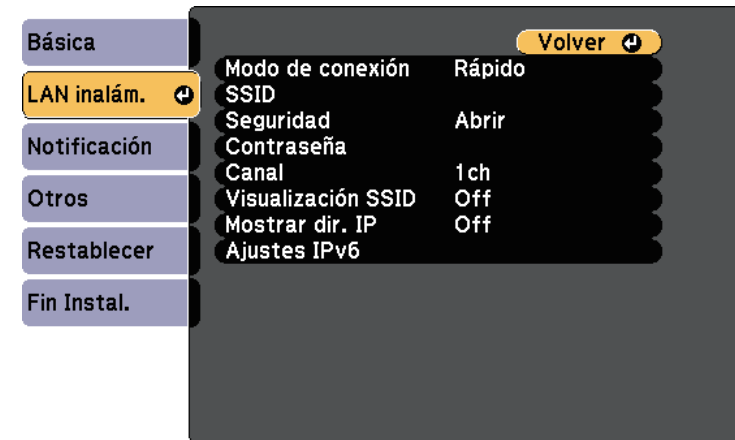 Básica
LAN inalám.
Notificación
Otros
Restablecer
Fin Instal.
Volver
Modo de conexión Rápido
SSID
Seguridad Abrir
Contraseña
Canal 1ch
Visualización SSID Off
Mostrar dir. IP Off
Ajustes IPv6